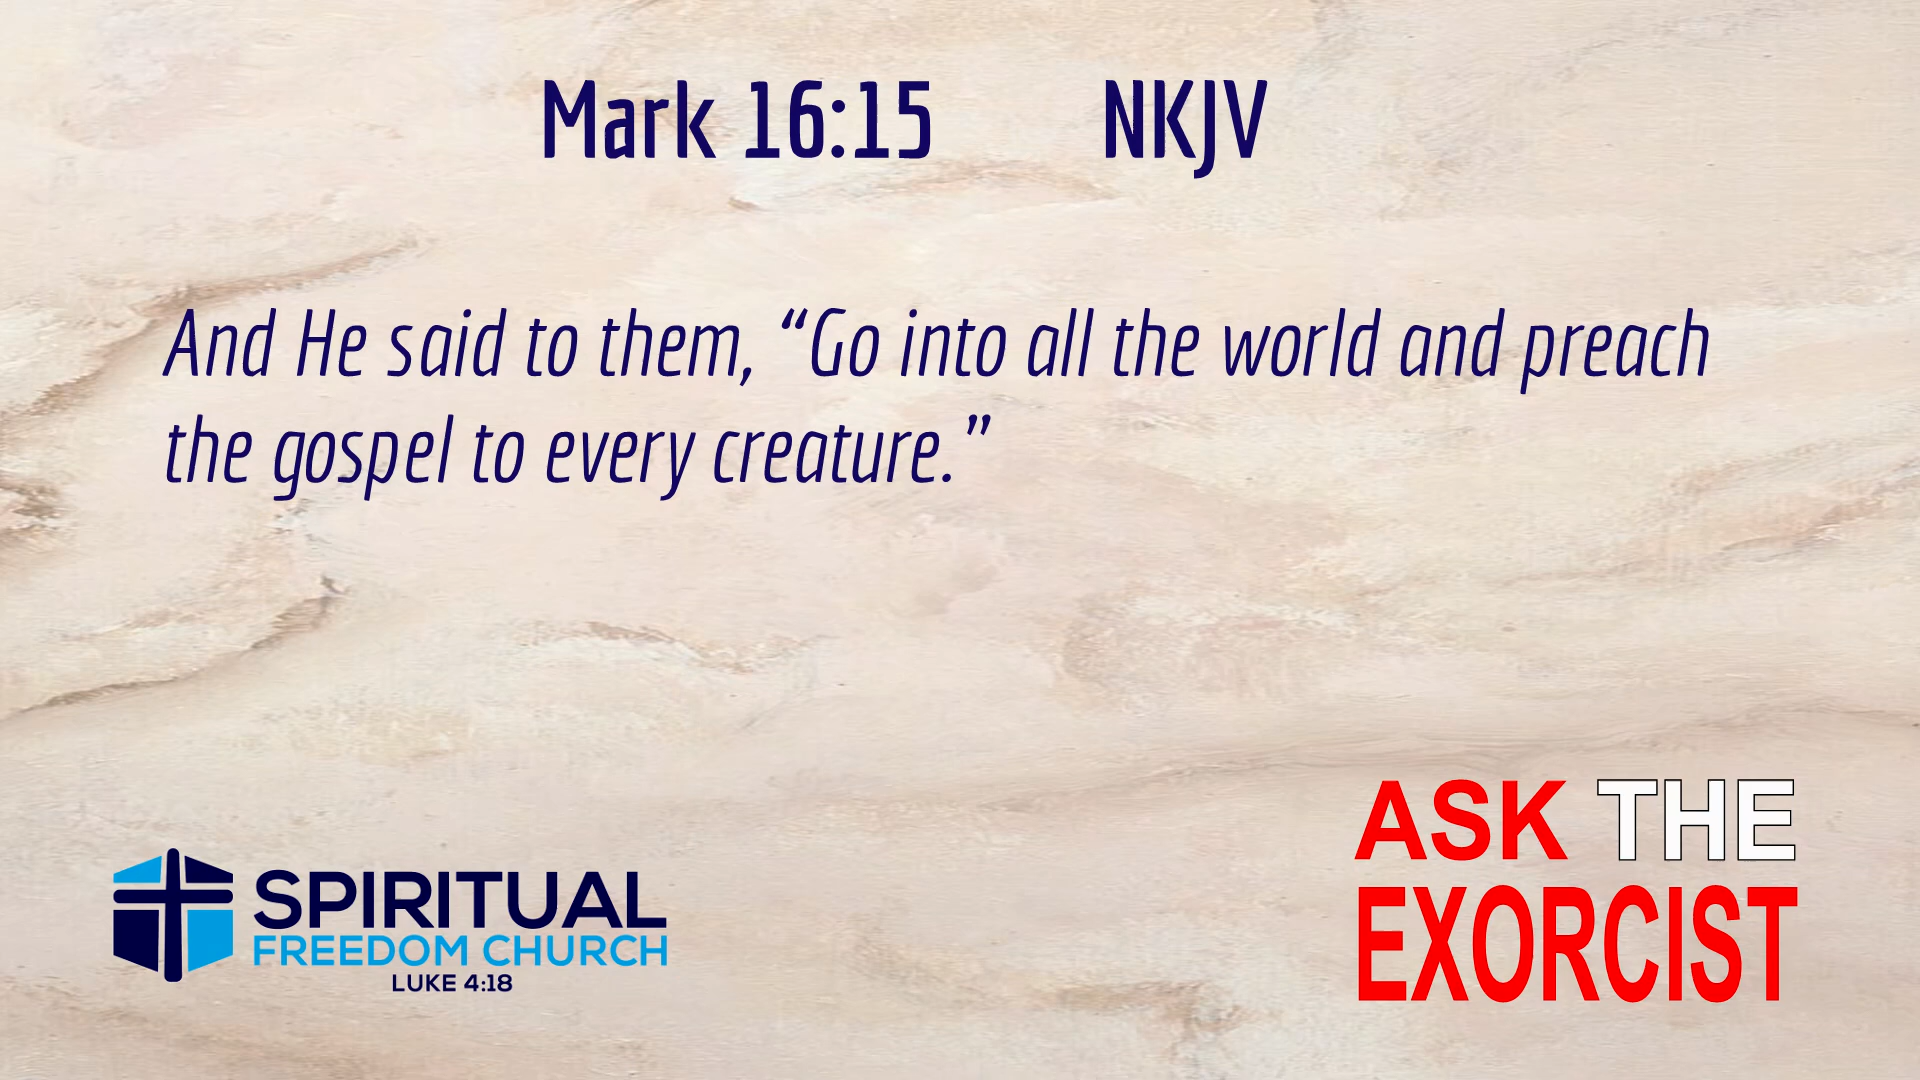 Mark 16:15 NKJV
And He said to them, “Go into all the world and preach
the gospel to every creature.”
SPIRITUAL
FREEDOM CHURCH
LUKE 4:18
ASK THE
EXORCIST